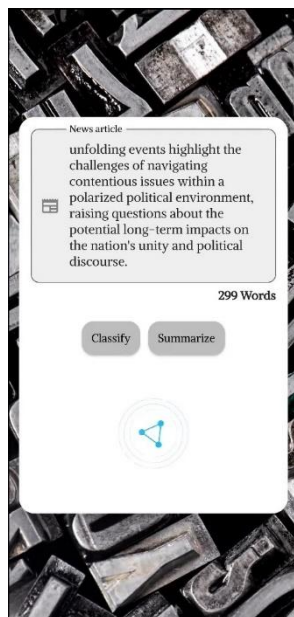 News article
unfolding events highlight the
challenges of navigating
contentious issues within a
polarized political environment,
raising questions about the
potential long-term impacts on
the nation's unity and political
discourse.
299 Words
Classify Summarize